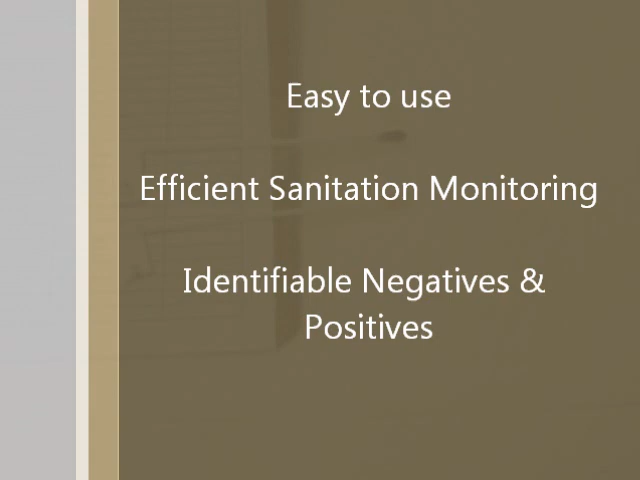 Easy to use
Efficient Sanitation Monitoring
Identifiable Negatives &
Positives